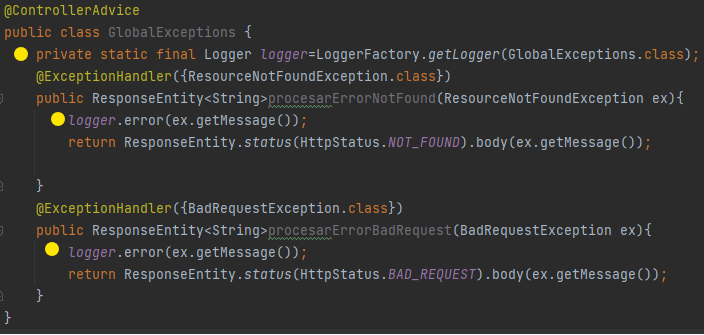 @ControllerAdvice
public class GlobalExceptions {
private static final Logger logger=LoggerFactory.getLogger(GlobalExceptions.class);
@ExceptionHandler({ResourceNotFoundException.class})
public ResponseEntity<String>procesarErrorNotFound(ResourceNotFoundException ex){
logger.error(ex.getMessage());
return ResponseEntity.status(HttpStatus.NOT_FOUND).body(ex.getMessage());
}
@ExceptionHandler({BadRequestException.class})
public ResponseEntity<String>procesarErrorBadRequest(BadRequestException ex){
logger.error(ex.getMessage());
return ResponseEntity.status(HttpStatus.BAD_REQUEST).body(ex.getMessage());
}
}